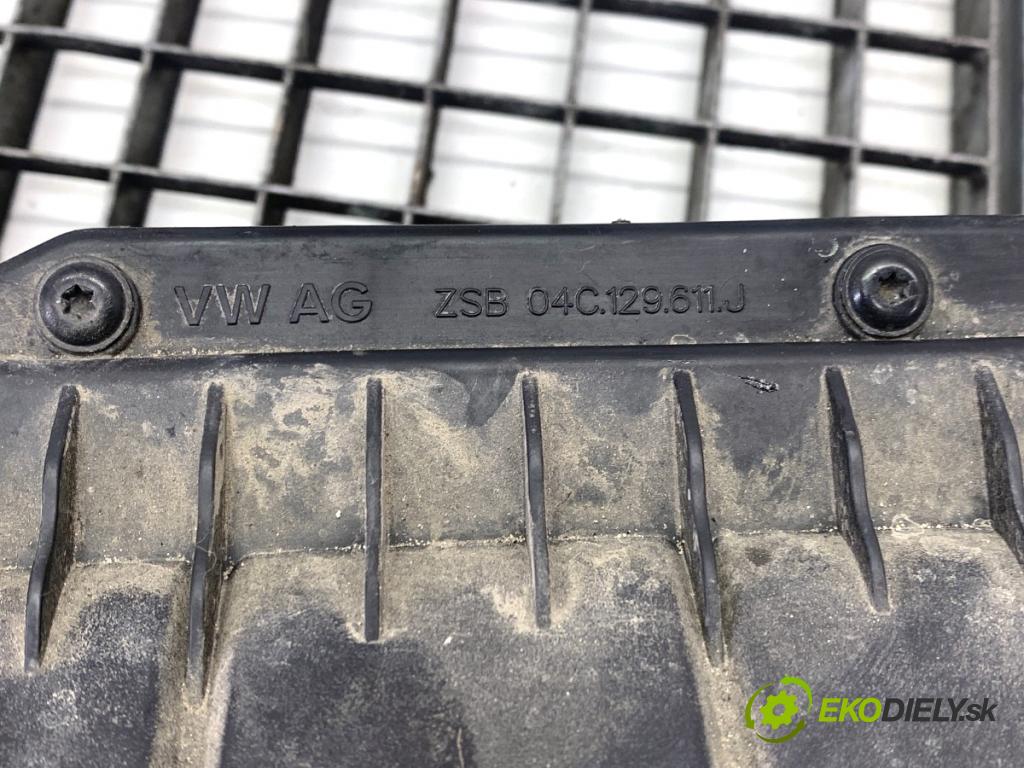 VW AG ZSB 04C.129.611.J
EKODIELY.sk